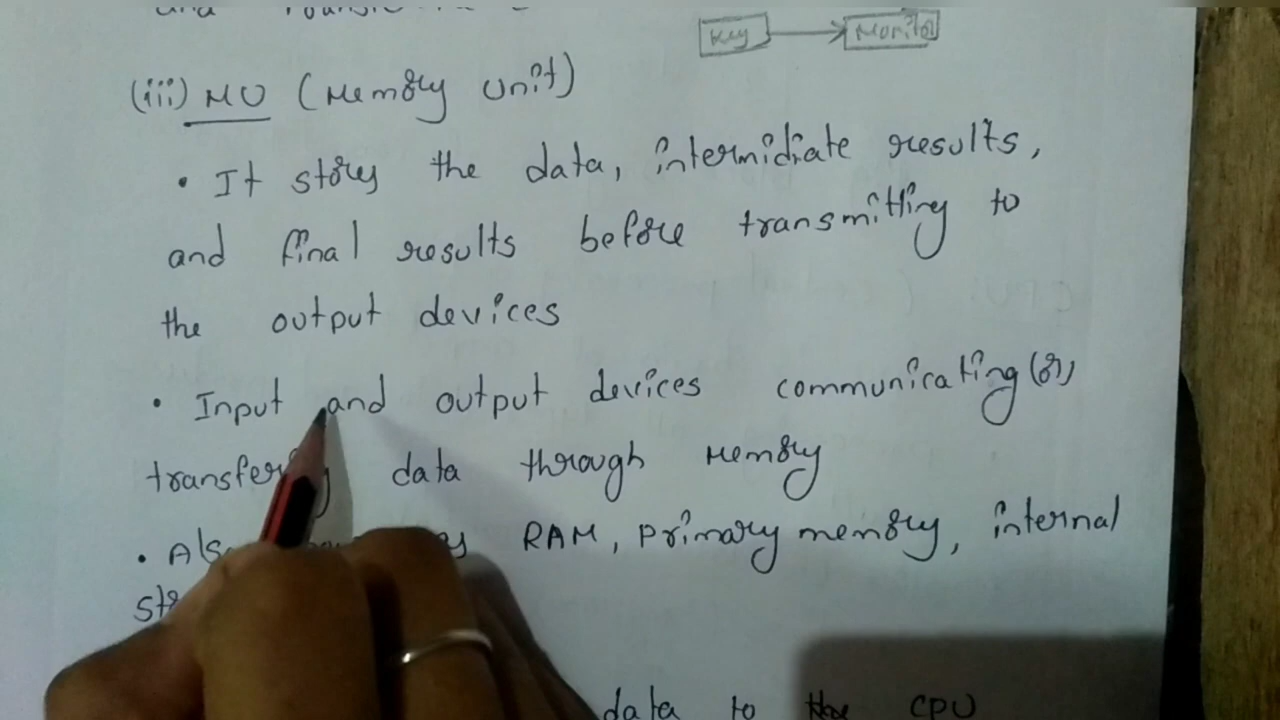 and
Key Monitor
(iii) MU (Memory Unit)
• It stores the data, intermidiate results,
and final results before transmitting to
the output devices
• Input and output devices communicating (or)
data through Memory
RAM, Primary memory, internal
data to the CPU